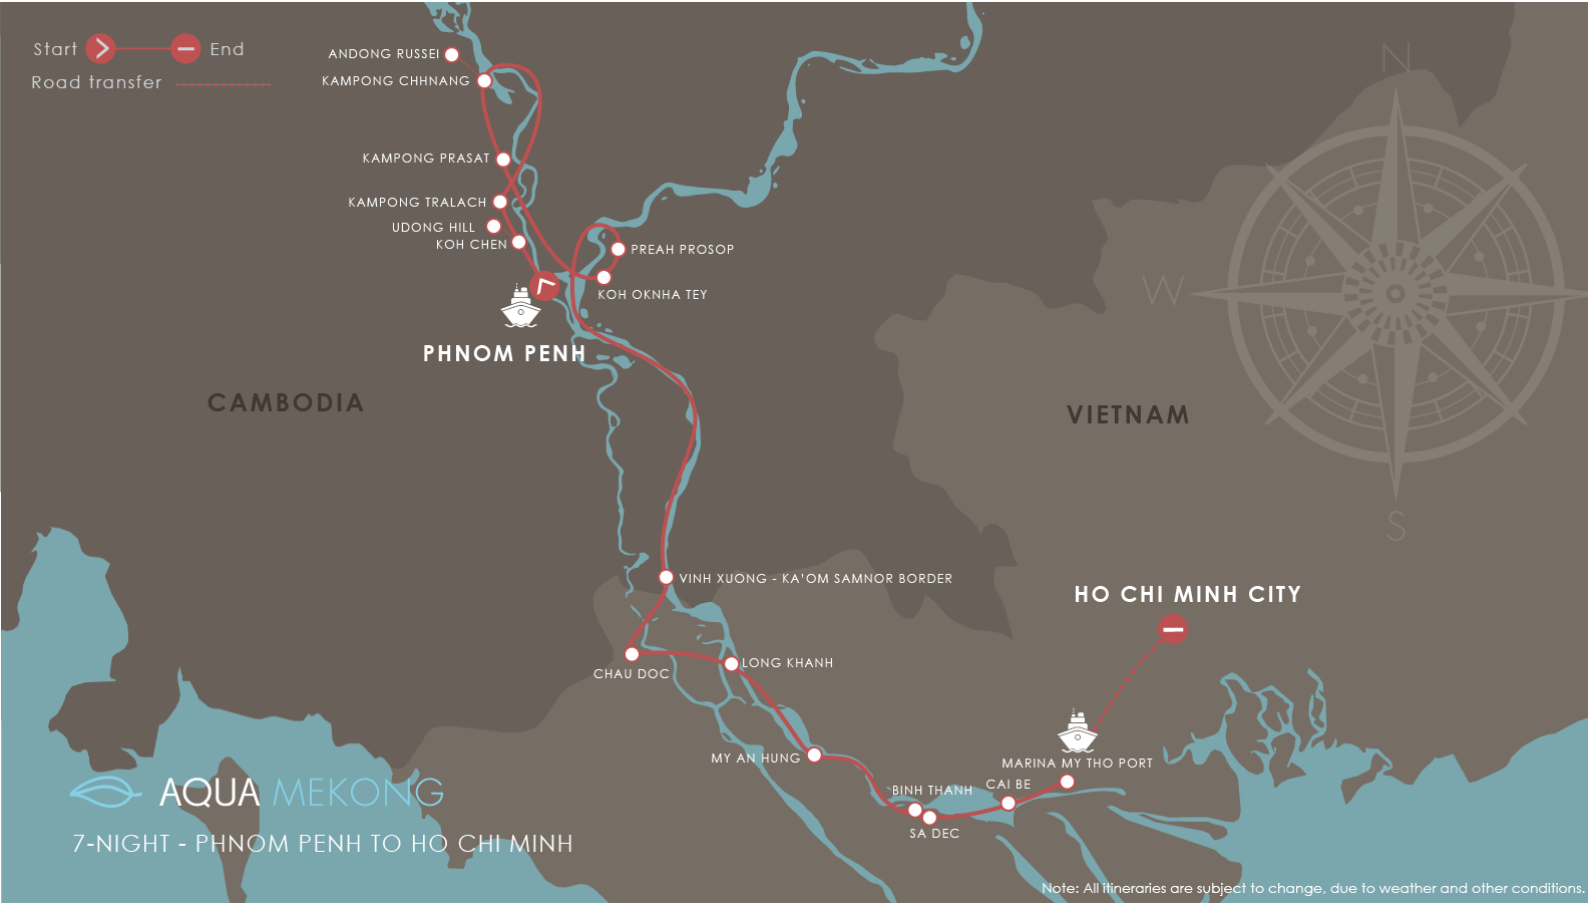 Start
End
Road transfer
ANDONG RUSSEI
KAMPONG CHHNANG
KAMPONG PRASAT
KAMPONG TRALACH
UDONG HILL
KOH CHEN
PREAH PROSOP
KOH OKNHA TEY
PHNOM PENH
CAMBODIA
VIETNAM
N
W
S
VINH XUONG - KA'OM SAMNOR BORDER
HO CHI MINH CITY
CHAU DOC
LONG KHANH
MY AN HUNG
MARINA MY THO PORT
CAI BE
BINH THANH
SA DEC
AQUA MEKONG
7-NIGHT - PHNOM PENH TO HO CHI MINH
Note: All itineraries are subject to change, due to weather and other conditions.